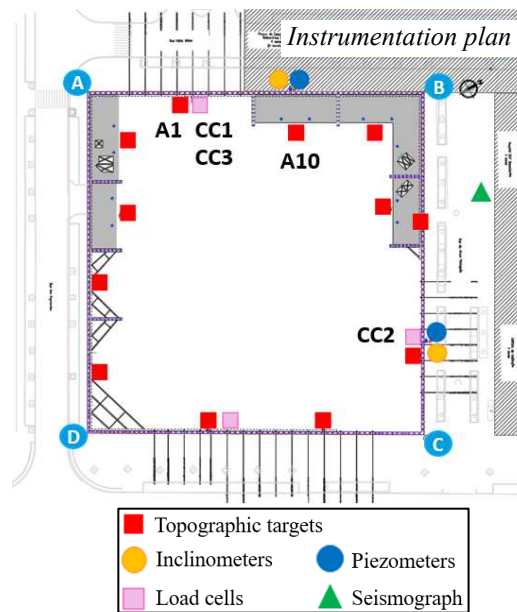 Instrumentation plan
A
B
A1 CC1
CC3
A10
CC2
D
C
Topographic targets
Inclinometers
Piezometers
Load cells
Seismograph